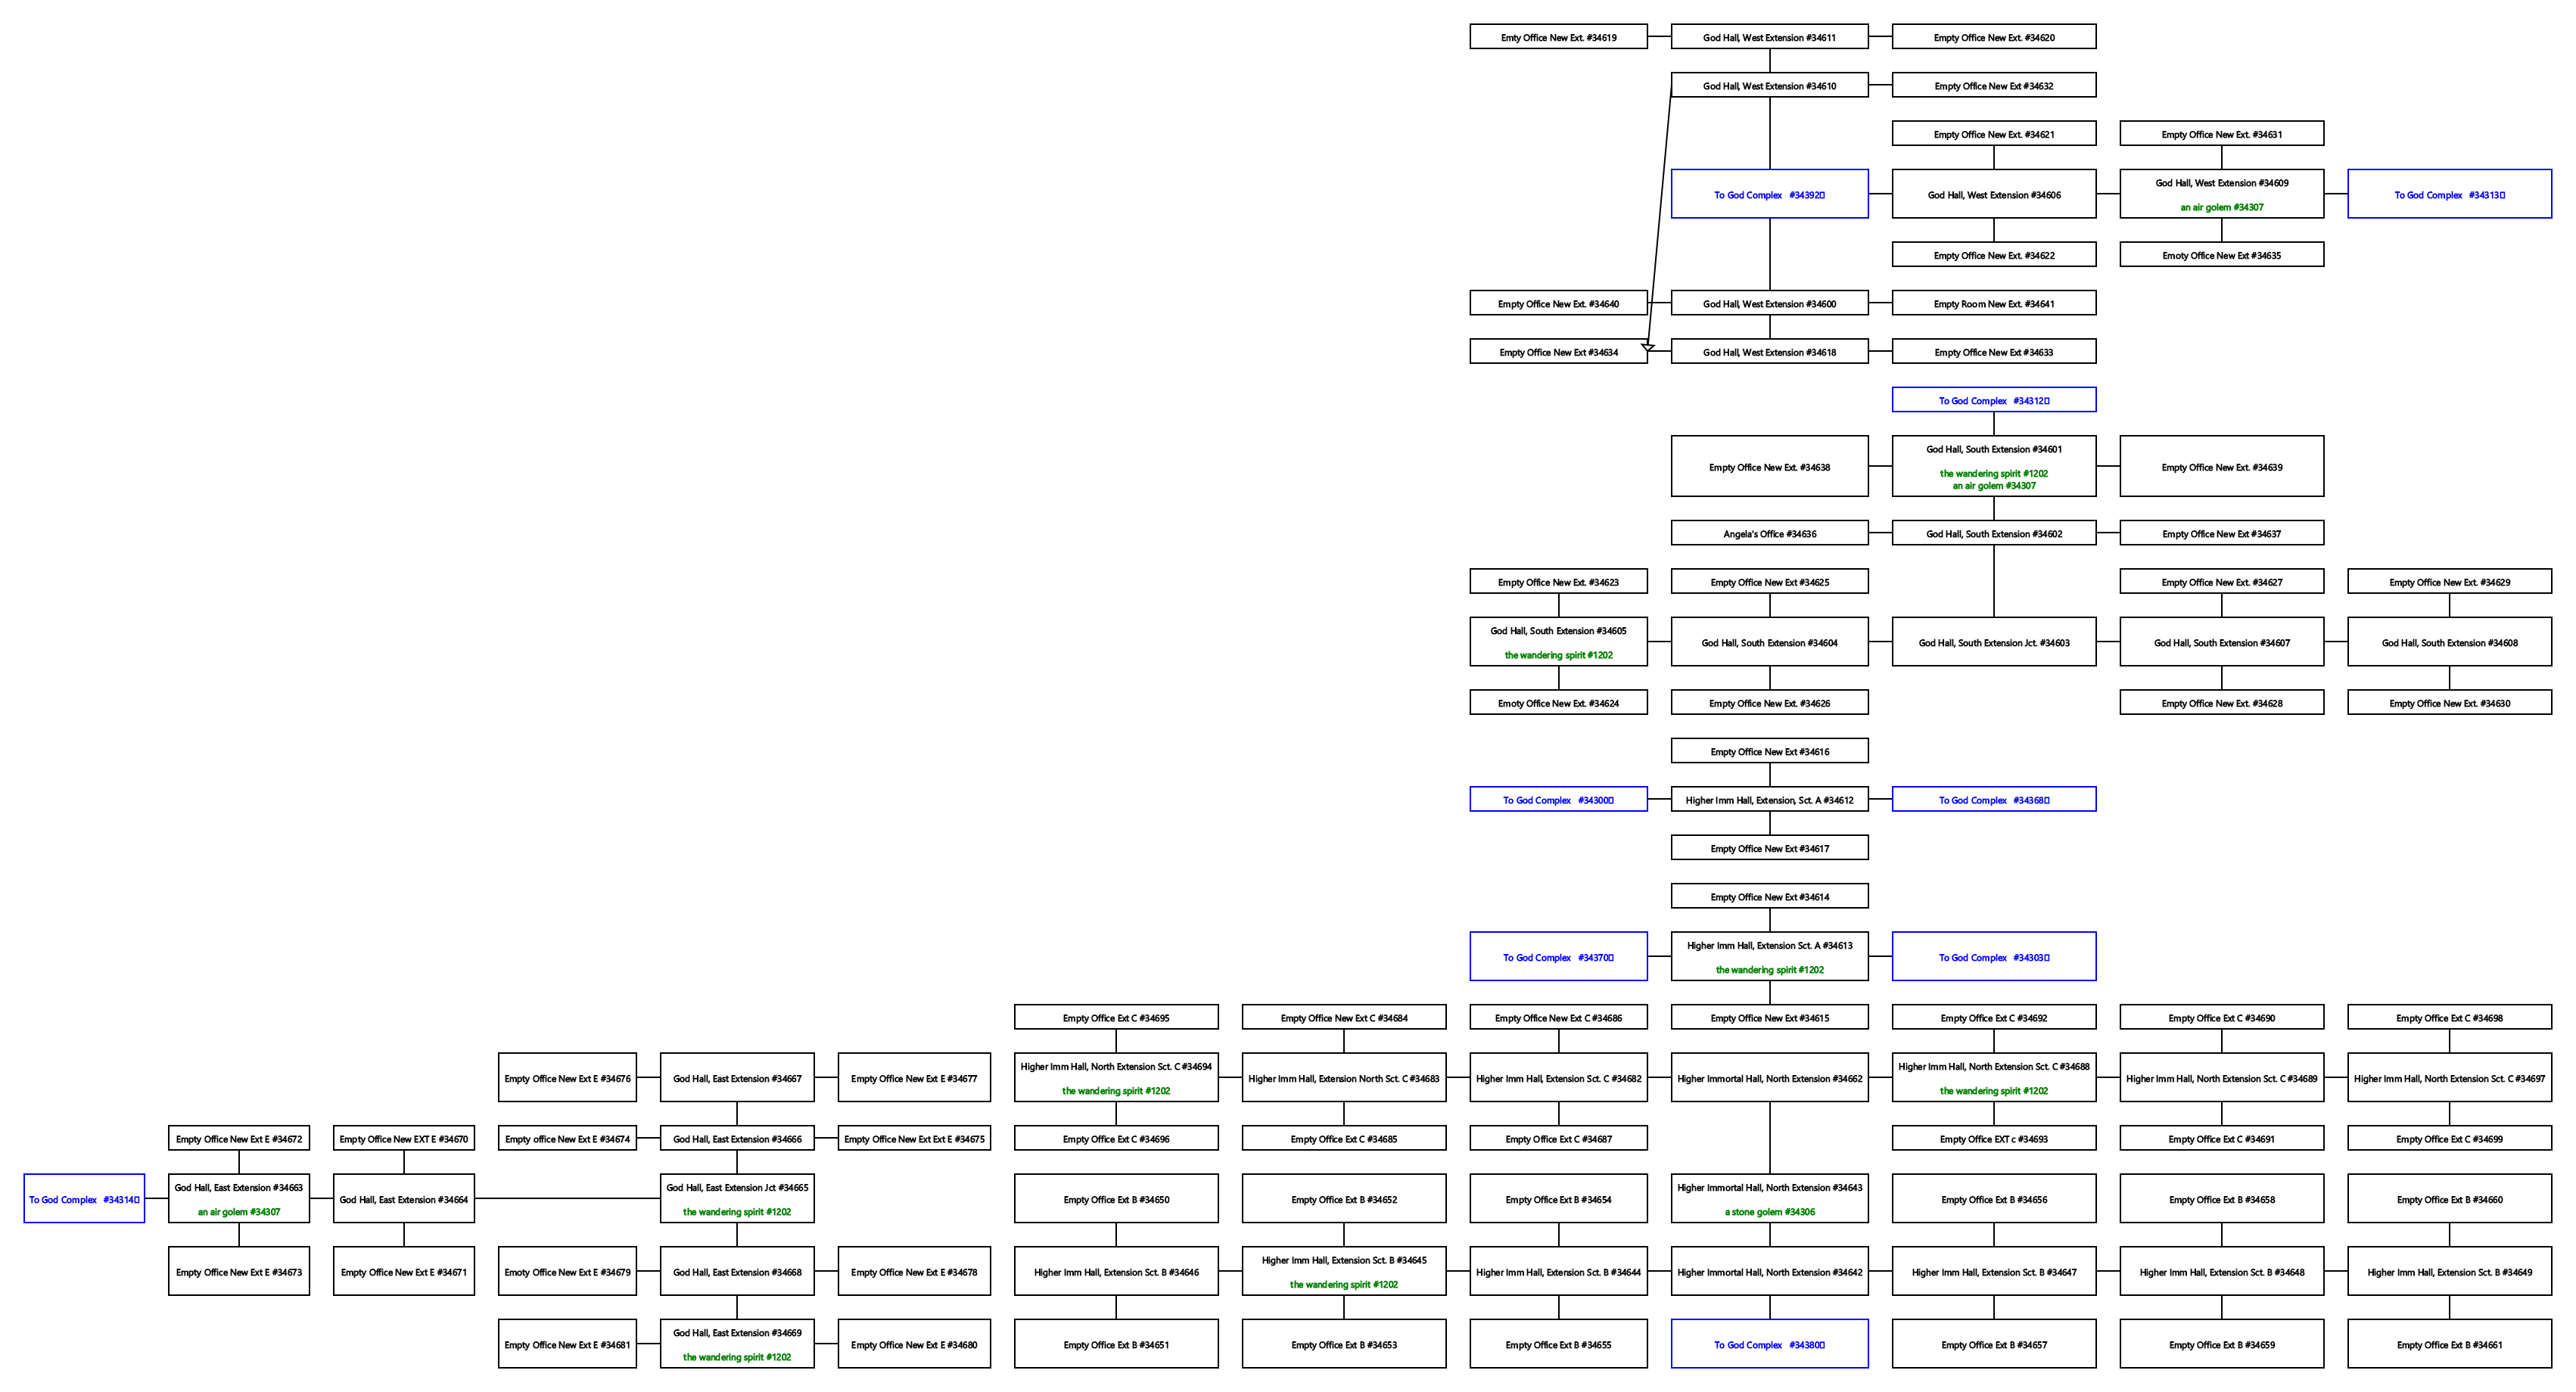 Emty Office New Ext. #34619
God Hall, West Extension #34611
Empty Office New Ext. #34620
God Hall, West Extension #34610
Empty Office New Ext #34632
Empty Office New Ext. #34621
Empty Office New Ext. #34631
To God Complex #34392
God Hall, West Extension #34606
God Hall, West Extension #34609
an air golem #34307
To God Complex #34313
Empty Office New Ext. #34622
Emoty Office New Ext #34635
Empty Office New Ext. #34640
God Hall, West Extension #34600
Empty Room New Ext. #34641
Empty Office New Ext #34634
God Hall, West Extension #34618
Empty Office New Ext #34633
To God Complex #34312
Empty Office New Ext. #34638
God Hall, South Extension #34601
the wandering spirit #1202
an air golem #34307
Empty Office New Ext. #34639
Angela's Office #34636
God Hall, South Extension #34602
Empty Office New Ext #34637
Empty Office New Ext. #34623
Empty Office New Ext #34625
Empty Office New Ext. #34627
Empty Office New Ext. #34629
God Hall, South Extension #34605
the wandering spirit #1202
God Hall, South Extension #34604
God Hall, South Extension Jct. #34603
God Hall, South Extension #34607
God Hall, South Extension #34608
Emoty Office New Ext. #34624
Empty Office New Ext. #34626
Empty Office New Ext. #34628
Empty Office New Ext. #34630
Empty Office New Ext #34616
To God Complex #34300
Higher Imm Hall, Extension, Sct. A #34612
To God Complex #34368
Empty Office New Ext #34617
Empty Office New Ext #34614
To God Complex #34370
Higher Imm Hall, Extension Sct. A #34613
the wandering spirit #1202
To God Complex #34303
Empty Office Ext C #34695
Empty Office New Ext C #34684
Empty Office New Ext C #34686
Empty Office New Ext #34615
Empty Office Ext C #34692
Empty Office Ext C #34690
Empty Office Ext C #34698
Empty Office New Ext E #34676
God Hall, East Extension #34667
Empty Office New Ext E #34677
Higher Imm Hall, North Extension Sct. C #34694
the wandering spirit #1202
Higher Imm Hall, Extension North Sct. C #34683
Higher Imm Hall, Extension Sct. C #34682
Higher Immortal Hall, North Extension #34662
Higher Imm Hall, North Extension Sct. C #34688
the wandering spirit #1202
Higher Imm Hall, North Extension Sct. C #34689
Higher Imm Hall, North Extension Sct. C #34697
Empty Office New Ext E #34672
Empty Office New EXT E #34670
Empty office New Ext E #34674
God Hall, East Extension #34666
Empty Office New Ext Ext E #34675
Empty Office Ext C #34696
Empty Office Ext C #34685
Empty Office Ext C #34687
Empty Office EXT c #34693
Empty Office Ext C #34691
Empty Office Ext C #34699
To God Complex #34314
God Hall, East Extension #34663
an air golem #34307
God Hall, East Extension #34664
God Hall, East Extension Jct #34665
the wandering spirit #1202
Empty Office Ext B #34650
Empty Office Ext B #34652
Empty Office Ext B #34654
Higher Immortal Hall, North Extension #34643
a stone golem #34306
Empty Office Ext B #34656
Empty Office Ext B #34658
Empty Office Ext B #34660
Empty Office New Ext E #34673
Empty Office New Ext E #34671
Emoty Office New Ext E #34679
God Hall, East Extension #34668
Empty Office New Ext E #34678
Higher Imm Hall, Extension Sct. B #34646
Higher Imm Hall, Extension Sct. B #34645
the wandering spirit #1202
Higher Imm Hall, Extension Sct. B #34644
Higher Immortal Hall, North Extension #34642
Higher Imm Hall, Extension Sct. B #34647
Higher Imm Hall, Extension Sct. B #34648
Higher Imm Hall, Extension Sct. B #34649
Empty Office New Ext E #34681
God Hall, East Extension #34669
the wandering spirit #1202
Empty Office New Ext E #34680
Empty Office Ext B #34651
Empty Office Ext B #34653
Empty Office Ext B #34655
To God Complex #34380
Empty Office Ext B #34657
Empty Office Ext B #34659
Empty Office Ext B #34661